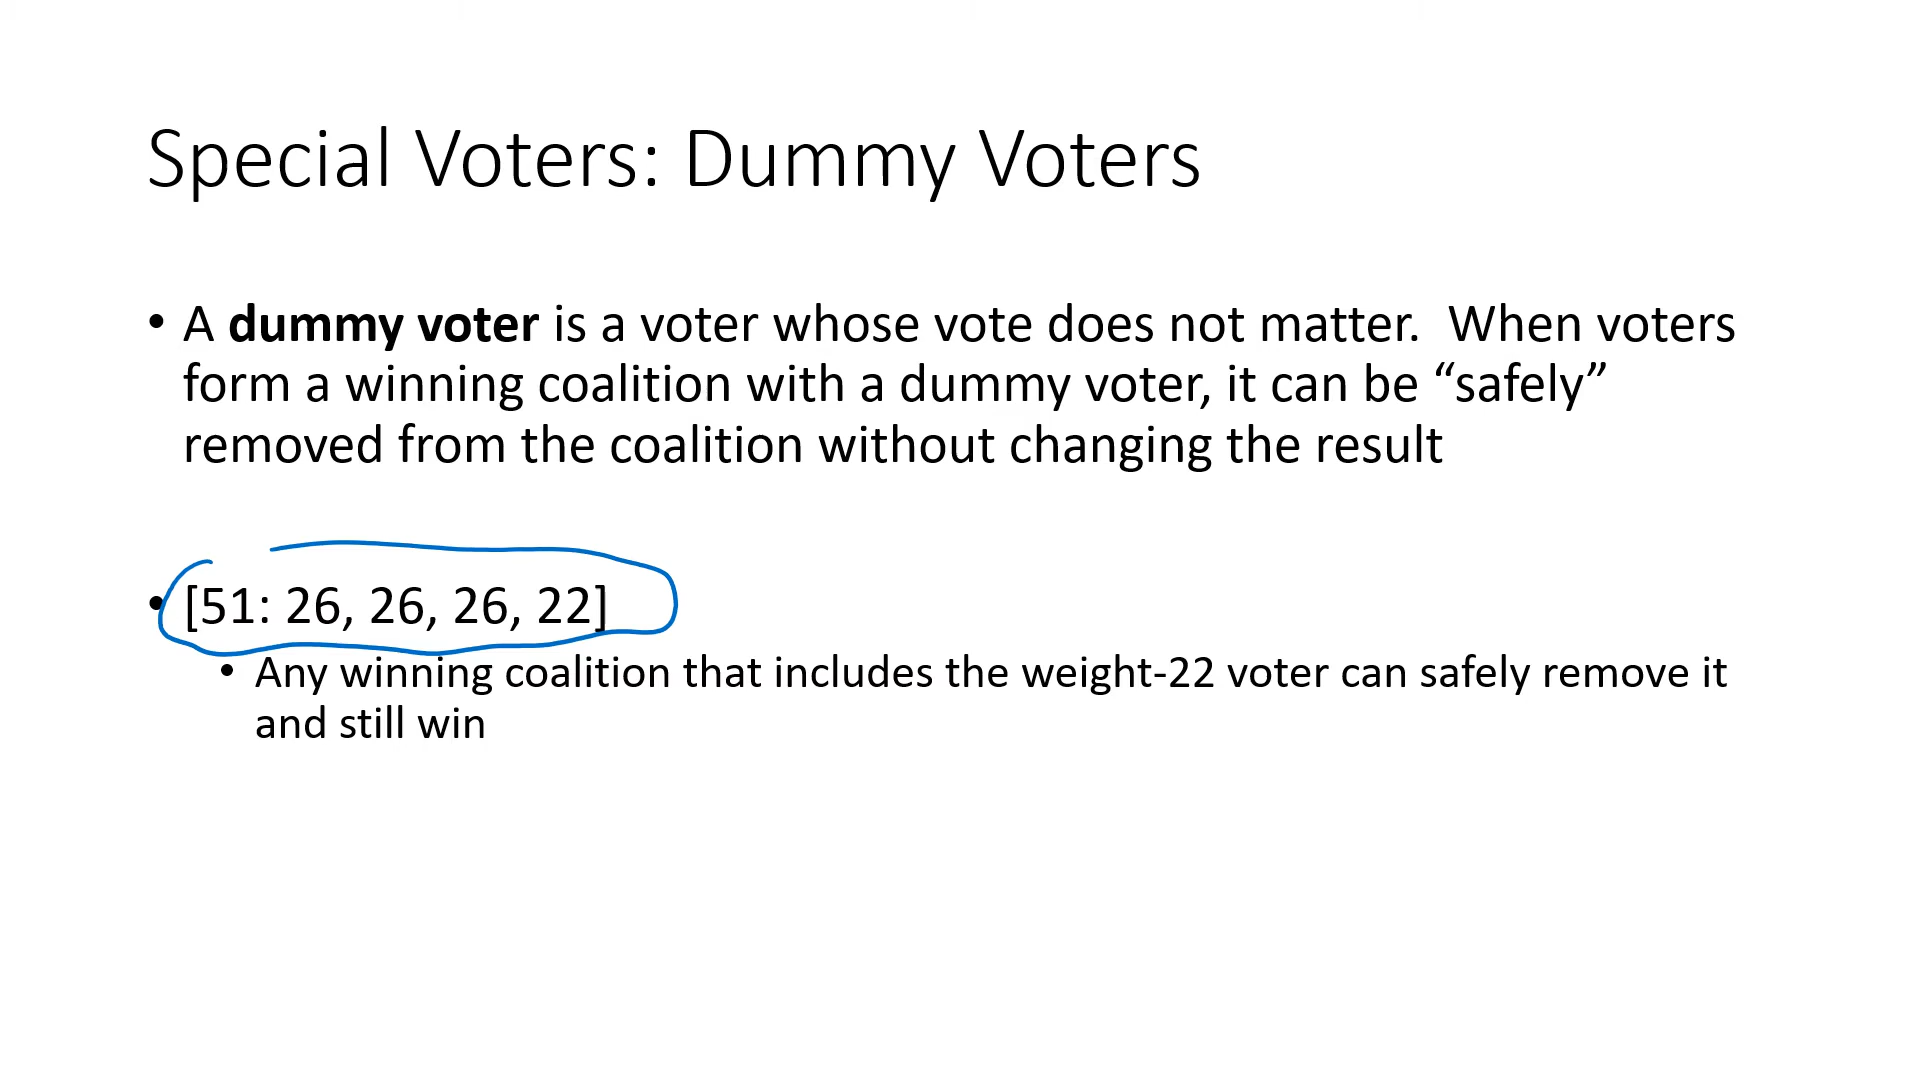 Special Voters: Dummy Voters
• A dummy voter is a voter whose vote does not matter. When voters
form a winning coalition with a dummy voter, it can be “safely”
removed from the coalition without changing the result
• [51: 26, 26, 26, 22]
• Any winning coalition that includes the weight-22 voter can safely remove it
and still win